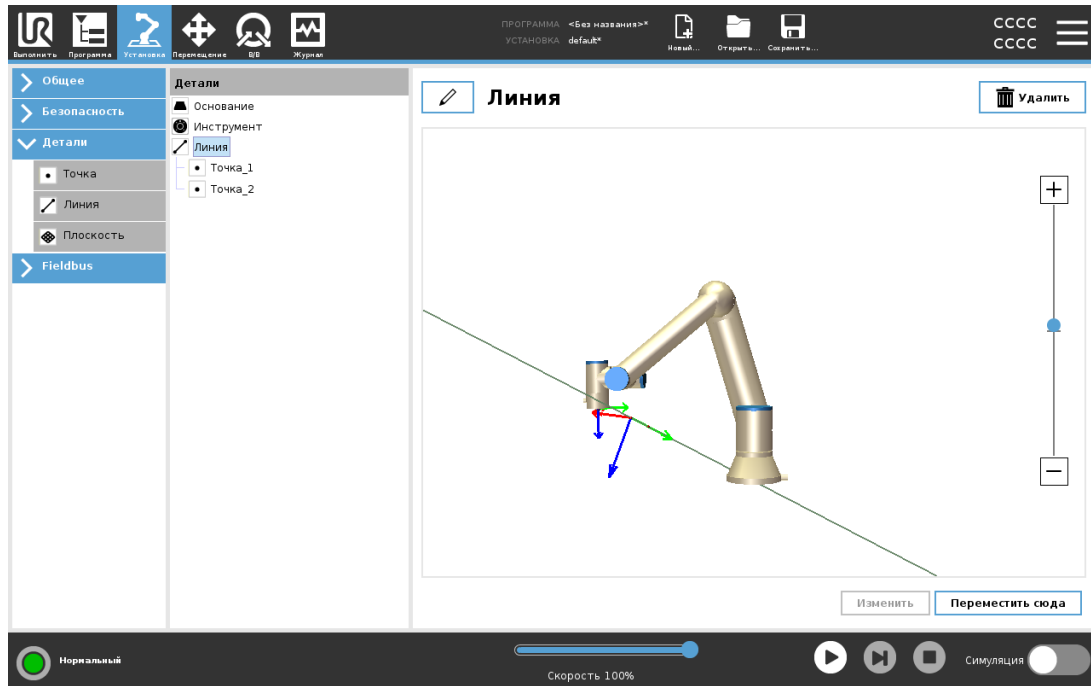 ПРОГРАММА <Без названия>*
УСТАНОВКА default*
Выполнить Программа Установка Перемещение В/В Журнал
Новый... Открыть... Сохранить...
CCCC
CCCC
Общее
Безопасность
Детали
Точка
Линия
Плоскость
Fieldbus
Детали
Основание
Инструмент
Линия
Точка_1
Точка_2
Линия
Удалить
Изменить
Переместить сюда
Нормальный
Скорость 100%
Симуляция